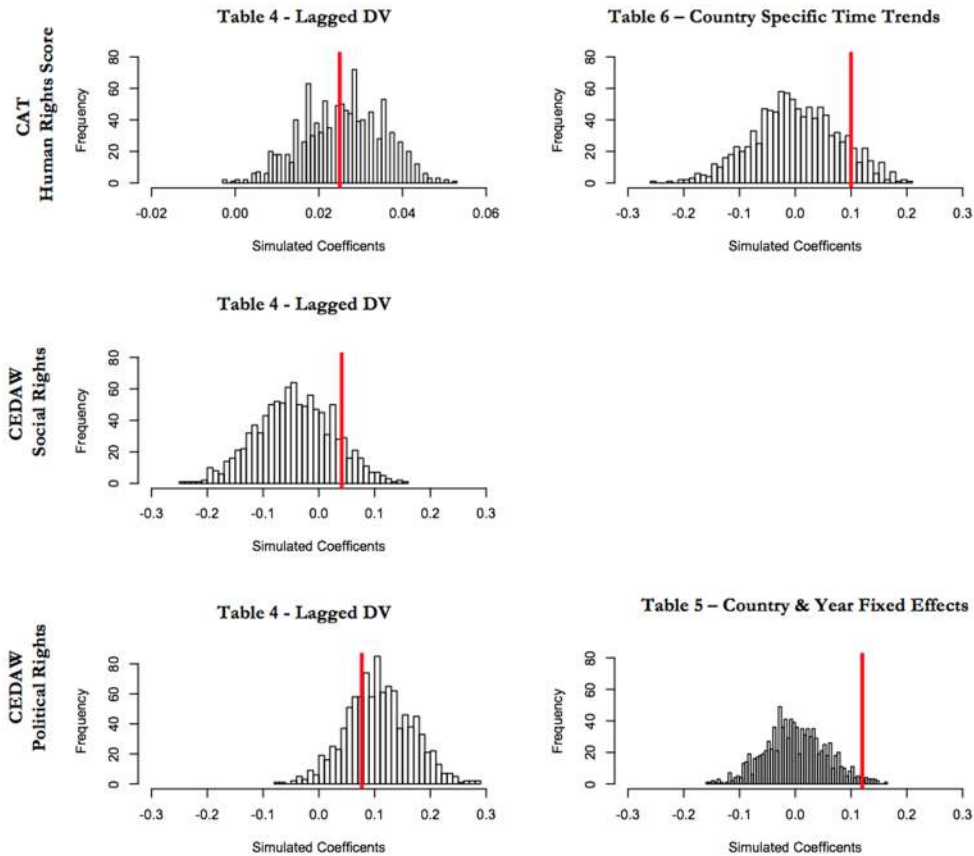 Table 4 - Lagged DV
Table 6 – Country Specific Time Trends
CAT
Human Rights Score
Frequency
80
60
40
20
0
-0.02
0.00
0.02
0.04
0.06
Simulated Coefficents
Frequency
80
60
40
20
0
-0.3
-0.2
-0.1
0.0
0.1
0.2
0.3
Simulated Coefficents
Table 4 - Lagged DV
CEDAW
Social Rights
Frequency
80
60
40
20
0
-0.3
-0.2
-0.1
0.0
0.1
0.2
0.3
Simulated Coefficents
Table 4 - Lagged DV
Table 5 – Country & Year Fixed Effects
CEDAW
Political Rights
Frequency
80
60
40
20
0
-0.3
-0.2
-0.1
0.0
0.1
0.2
0.3
Simulated Coefficents
Frequency
80
60
40
20
0
-0.3
-0.2
-0.1
0.0
0.1
0.2
0.3
Simulated Coefficents